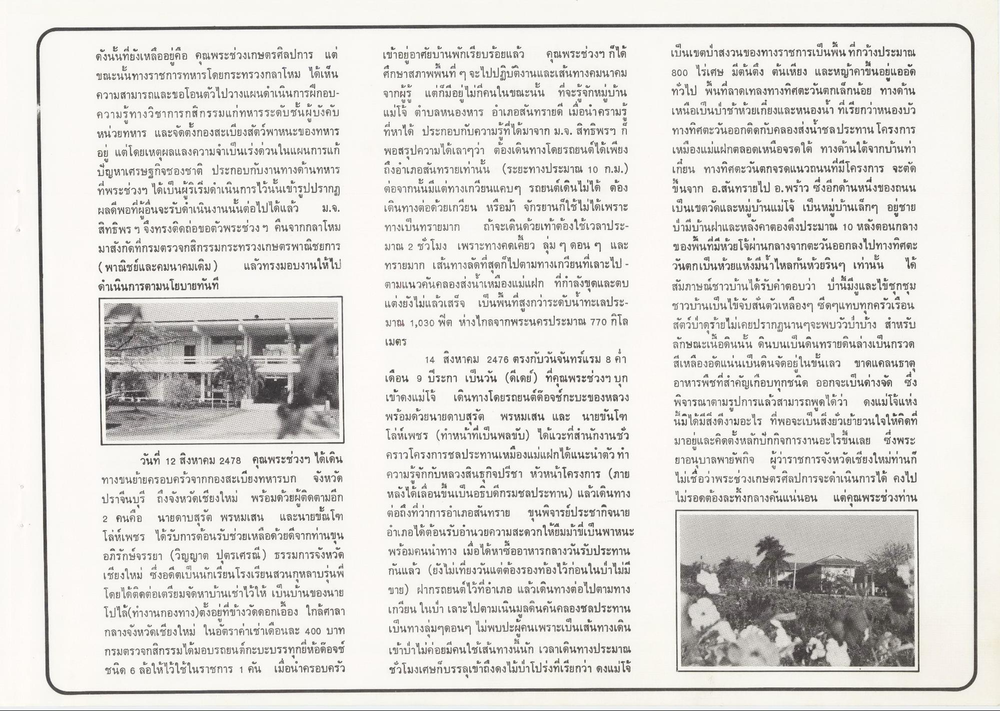 ดังนั้นที่ยังเหลืออยู่คือ คุณพระช่วงเกษตรศิลปการ แต่
ขณะนั้นทางราชการทหารโดยกระทรวงกลาโหม ได้เห็น
ความสามารถและขอโอนตัวไปวางแผนดำเนินการฝึกอบ-
ความรู้ทางวิชาการกสิกรรมแก่ทหารระดับชั้นผู้บังคับ
หน่วยทหาร และจัดตั้งกองสะเบียงสัตว์พาหนะของทหาร
อยู่ แต่โดยเหตุผลแลงความจำเป็นเร่งด่วนในแผนการแก้
ปัญหาเศรษฐกิจชองชาติ ประกอบกับงานทางด้านทหาร
ที่พระช่วงฯ ได้เป็นผู้ริเริ่มดำเนินการไว้นั้นเข้ารูปปรากฏ
ผลดีพอที่ผู้อื่นจะรับดำเนินงานนั้นต่อไปได้แล้ว ม.จ.
สิทธิพร ฯ จึงทรงติดถ่อขอตัวพระช่วง ฯ คืนจากกลาโหม
มาสังกัดที่กรมตรวจกสิกรรมกระทรวงเกษตรพาณิชยการ
(พาณิชย์และคมนาคมเดิม) แล้วทรงมอบงานให้ไป
ดำเนินการตามนโยบายทันที
วันที่ 12 สิงหาคม 2478 คุณพระช่วงฯ ได้เดิน
ทางขนย้ายครอบครัวจากกองสะเบียงทหารบก จังหวัด
ปราจีนบุรี ถึงจังหวัดเชียงใหม่ พร้อมด้วยผู้ติดตามอีก
2 คนคือ นายดาบสุรัต พรหมเสน และนายขั้ณโฑ
โล่ห์เพชร ได้รับการต้อนรับช่วยเหลือด้วยดีจากท่านขุน
อภิรักษ์จรรยา (วิญญาต ปุตรเศรณี) ธรรมการจังหวัด
เชียงใหม่ ซึ่งอดีตเป็นนักเรียนโรงเรียนสวนกุหลาบรุ่นพี่
โดยได้ติดต่อเตรียมจัดหาบ้านเช่าไว้ให้ เป็นบ้านของนาย
โปไล้(ทำงานกองทาง)ตั้งอยู่ที่ข้างวัดดอกเอื้อง ใกล้ศาลา
กลางจังหวัดเชียงใหม่ ในอัตราค่าเช่าเดือนละ 400 บาท
กรมตรวจกสิกรรมได้มอบรถยนต์กะบะบรรทุกยี่ห้อด๊อจช์
ชนิด 6 ล้อให้ไว้ใช้ในราชการ 1 คัน เมื่อนำครอบครัว
เข้าอยู่อาศัยบ้านพักเรียบร้อยแล้ว คุณพระช่วงฯ ก็ได้
ศึกษาสภาพพื้นที่ ๆ จะไปปฏิบัติงานและเส้นทางคมนาคม
จากผู้รู้ แต่ก็มีอยู่ไม่กี่คนในขณะนั้น ที่จะรู้จักหมู่บ้าน
แม่โจ้ ตำบลหนองหาร อำเภอสันทรายดี เมื่อนำครามรู้
ที่หาได้ ประกอบกับความรู้ที่ได้มาจาก ม.จ. สิทธิพรฯ ก็
พอสรุปความได้เลาๆว่า ต้องเดินทางโดยรถยนต์ได้เพียง
ถึงอำเภอสันทรายเท่านั้น (ระยะทางประมาณ 10 ก.ม.)
ต่อจากนั้นมีแต่ทางเกวียนแคบๆ รถยนต์เดินไม่ได้ ต้อง
เดินทางต่อด้วยเกวียน หรือม้า จักรยานก็ใช้ไม่ได้เพราะ
ทางเป็นทรายมาก ถ้าจะเดินด้วยเท้าต้องใช้เวลาประ-
มาณ 2 ชั่วโมง เพราะทางคดเคี้ยว ลุ่ม ๆ ดอน ๆ และ
ทรายมาก เส้นทางลัดที่สุดก็ไปตามทางเกวียนที่เลาะไป -
ตามแนวคันคลองส่งน้ำเหมืองแม่แฝก ที่กำลังขุดและตบ
แต่งยังไม่แล้วเสร็จ เป็นพื้นที่สูงกว่าระดับน้ำทะเลประ-
มาณ 1,030 ฟีต ห่างไกลจากพระนครประมาณ 770 กิโล
เมตร
14 สิงหาคม 2476 ตรงกับวันจันทร์แรม 8 ค่ำ
เดือน 9 ปีระกา เป็นวัน (ดีเดย์) ที่คุณพระช่วงฯ บุก
เข้าดงแม่โจ้ เดินทางโดยรถยนต์ด๊อจช์กะบะของหลวง
พร้อมด้วยนายดาบสุรัต พรหมเสน และ นายขันโฑ
โล่ห์เพชร (ทำหน้าที่เป็นพลขับ) ได้แวะที่สำนักงานชั่ว
คราวโครงการชลประทานเหมืองแม่แฝกได้แนะนำตัว ทำ
ความรู้จักกับหลวงสินธุกิจปรีชา หัวหน้าโครงการ (ภาย
หลังได้เลื่อนขึ้นเป็นอธิบดีกรมชลประทาน) แล้วเดินทาง
ต่อถึงที่ว่าการอำเภอสันทราย ขุนพิจารย์ประชากิจนาย
อำเภอได้ต้อนรับอำนวยความสะดวกให้ยืมม้าขี่เป็นพาหนะ
พร้อมคนนำทาง เมื่อได้หาซื้ออาหารกลางวันรับประทาน
กันแล้ว (ยังไม่เที่ยงวันแต่ต้องรองท้องไว้ก่อนในป่าไม่มี
ขาย) ฝากรถยนต์ไว้ที่อำเภอ แล้วเดินทางต่อไปตามทาง
เกวียน ในป่า เลาะไปตามเนินมูลดินคันคลองชลประทาน
เป็นทางลุ่มๆดอนๆ ไม่พบปะผู้คนเพราะเป็นเส้นทางเดิน
เข้าป่าไม่ค่อยมีคนใช้เส้นทางนี้นัก เวลาเดินทางประมาณ
ชั่วโมงเศษก็บรรลุเข้าถึงดงไม้ป่าโปร่งที่เรียกว่า ดงแม่โจ้
เป็นเขตป่าสงวนของทางราชการเป็นพื้น ที่กว้างประมาณ
800 ไร่เศษ มีต้นตึง ต้นเหียง และหญ้าคาขึ้นอยู่แออัด
ทั่วไป พื้นที่ลาดเทลงทางทิศตะวันตกเล็กน้อย ทางด้าน
เหนือเป็นป่าช้าห้วยเกี๋ยงและหนองน้ำ ที่เรียกว่าหนองบัว
ทางทิศตะวันออกติดกับคลองส่งน้ำชลประทาน โครงการ
เหมืองแม่แฝกตลอดเหนือจรดใต้ ทางด้านใต้จากบ้านท่า
เกี๋ยน ทางทิศตะวันตกจรดแนวถนนที่มีโครงการ จะตัด
ขึ้นจาก อ.สันทรายไป อ.พร้าว ซึ่งอีกด้านหนึ่งของถนน
เป็นเขตวัดและหมู่บ้านแม่โจ้ เป็นหมู่บ้านเล็กๆ อยู่ชาย
ป่ามีบ้านฝาและหลังคาตองตึงประมาณ 10 หลังตอนกลาง
ของพื้นที่มีห้วยโจ้ผ่านกลางจากตะวันออกลงไปทางทิศตะ
วันตกเป็นห้วยแห้งมีน้ำไหลก้นห้วยรินๆ เท่านั้น ได้
สัมภาษณ์ชาวบ้านได้รับคำตอบว่า ป่านี้มีงูและไข้ชุกชุม
ชาวบ้านเป็นไข้จับสั่นตัวเหลืองๆ ซีดๆแทบทุกครัวเรือน
สัตว์ป่าดุร้ายไม่เคยปรากฏนานๆจะพบวัวป่าบ้าง สำหรับ
ลักษณะเนื้อดินนั้น ดินบนเป็นดินทรายดินล่างเป็นกรวด
สีเหลืองอัดแน่นเป็นดินจัดอยู่ในขั้นเลว ขาดแคลนธาตุ
อาหารพืชที่สำคัญเกือบทุกชนิด ออกจะเป็นด่างจัด ซึ่ง
พิจารณาตามรูปการแล้วสามารถพูดได้ว่า ดงแม่โจ้แห่ง
นี้มิได้มีสิ่งดีงามอะไร ที่พอจะเป็นสิ่งยั่วเย้ายวนใจให้คิดที่
มาอยู่และคิดตั้งหลักปักกิจการงานอะไรขึ้นเลย ซึ่งพระ
ยาอนุบาลพายัพกิจ ผู้ว่าราชการจังหวัดเชียงใหม่ท่านก็
ไม่เชื่อว่าพระช่วงเกษตรศิลปการจะดำเนินการได้ คงไป
ไม่รอดต้องละทิ้งกลางคันแน่นอน แต่คุณพระช่วงท่าน